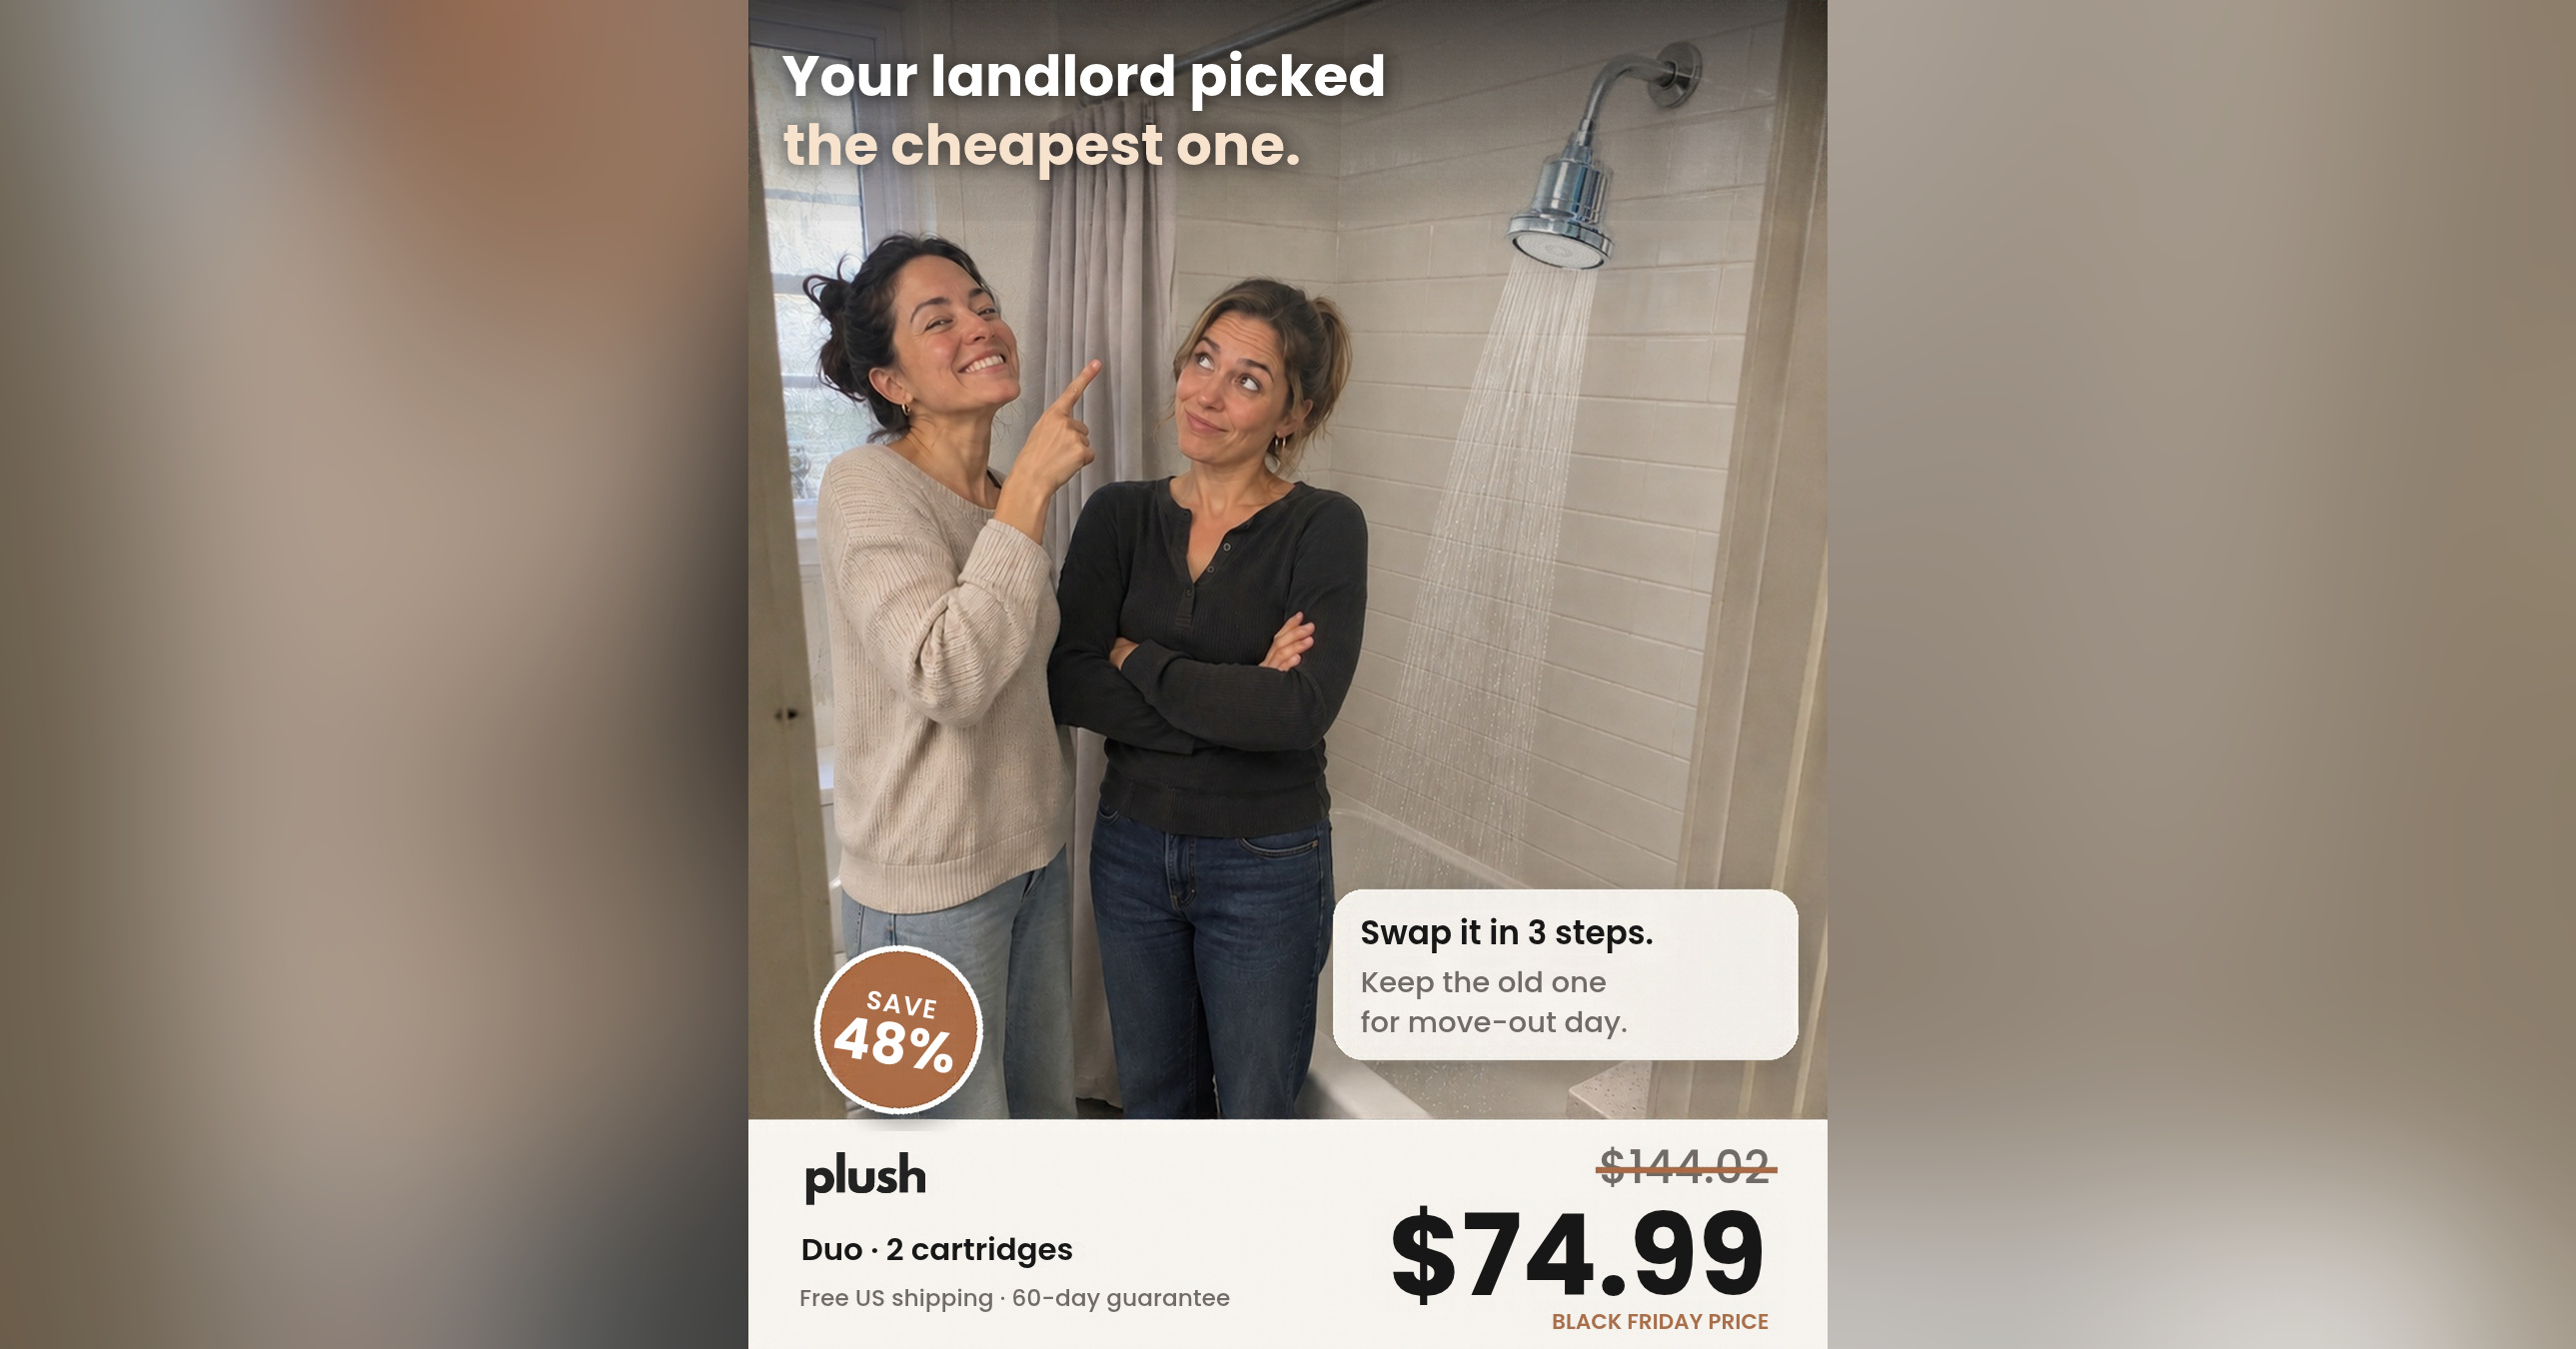 Your landlord picked
the cheapest one.
Swap it in 3 steps.
Keep the old one
for move-out day.
SAVE
48%
plush
Duo · 2 cartridges
Free US shipping · 60-day guarantee
$144.02
$74.99
BLACK FRIDAY PRICE